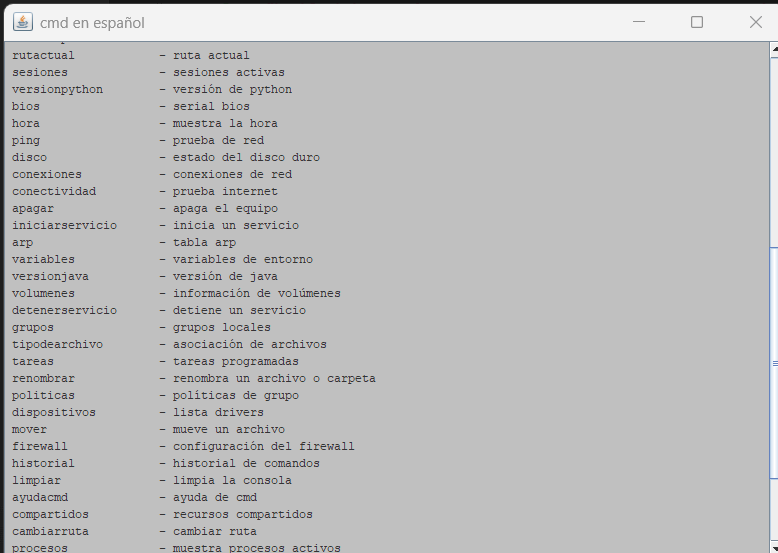 cmd en español
rutactual - ruta actual
sesiones - sesiones activas
versionpython - versión de python
bios - serial bios
hora - muestra la hora
ping - prueba de red
disco - estado del disco duro
conexiones - conexiones de red
conectividad - prueba internet
apagar - apaga el equipo
iniciarservicio - inicia un servicio
arp - tabla arp
variables - variables de entorno
versionjava - versión de java
volumenes - información de volúmenes
detenerservicio - detiene un servicio
grupos - grupos locales
tipodearchivo - asociación de archivos
tareas - tareas programadas
renombrar - renombra un archivo o carpeta
politicas - políticas de grupo
dispositivos - lista drivers
mover - mueve un archivo
firewall - configuración del firewall
historial - historial de comandos
limpiar - limpia la consola
ayudacmd - ayuda de cmd
compartidos - recursos compartidos
cambiarruta - cambiar ruta
procesos - muestra procesos activos